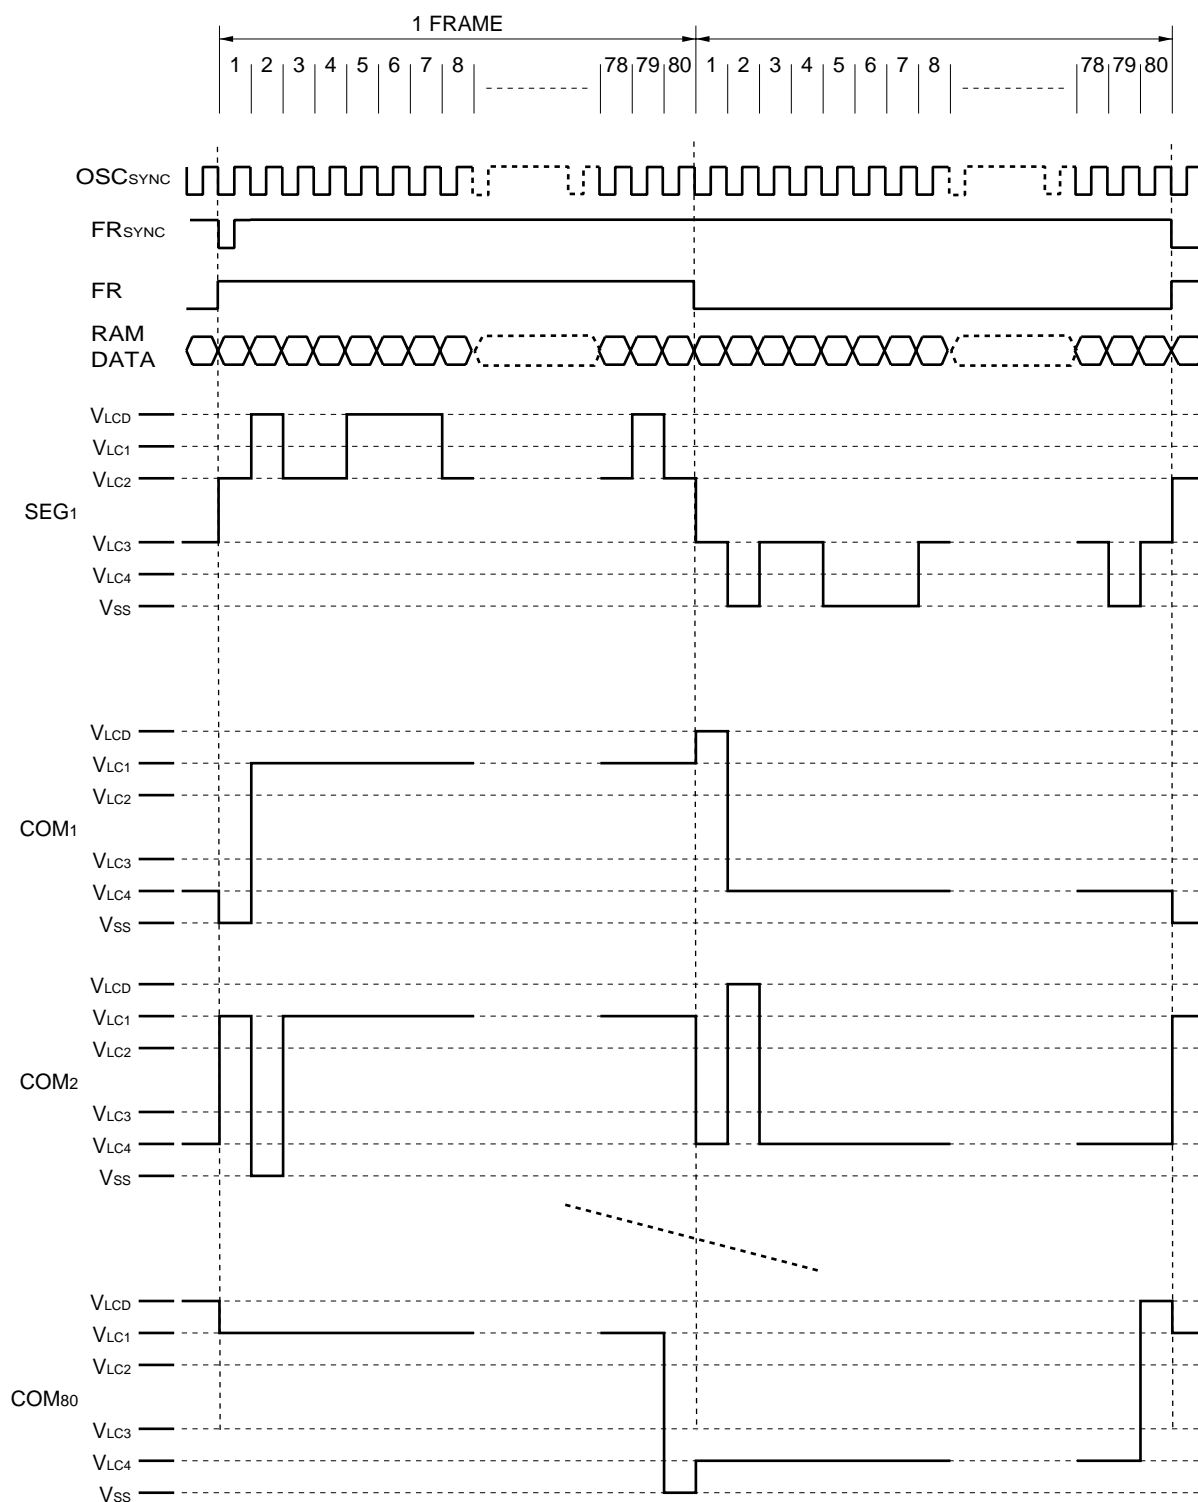 1 FRAME
1 2 3 4 5 6 7 8 78 79 80 1 2 3 4 5 6 7 8 78 79 80
OSCSYNC
FRSYNC
FR
RAM
DATA
VLCD
VLC1
VLC2
SEG1
VLC3
VLC4
VSS
VLCD
VLC1
VLC2
COM1
VLC3
VLC4
VSS
VLCD
VLC1
VLC2
COM2
VLC3
VLC4
VSS
VLCD
VLC1
VLC2
COM80
VLC3
VLC4
VSS